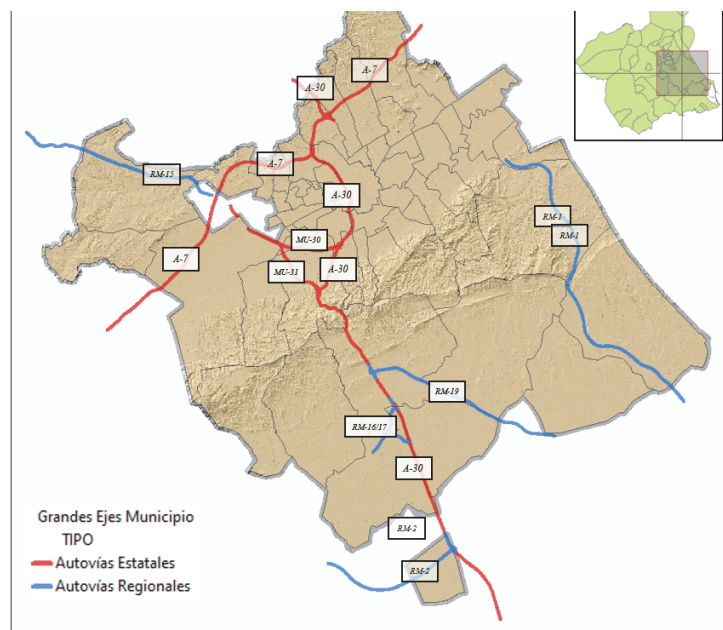 A-7
A-30
A-7
RM-15
A-30
RM-1
RM-1
MU-30
A-7
MU-31
A-30
RM-19
RM-16/17
A-30
RM-2
RM-2
Grandes Ejes Municipio
TIPO
Autovías Estatales
Autovías Regionales